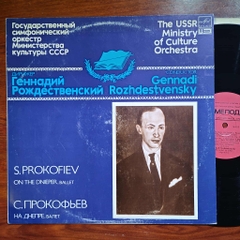 Государственный
симфонический
оркестр
Министерства
культуры СССР
The USSR
Ministry
of Culture
Orchestra
Геннадий
Рождественский
Gennadi
Rozhdestvensky
S.PROKOFIEV
ON THE DNIEPER, BALLET
С.ПРОКОФЬЕВ
НА ДНЕПРЕ, БАЛЕТ